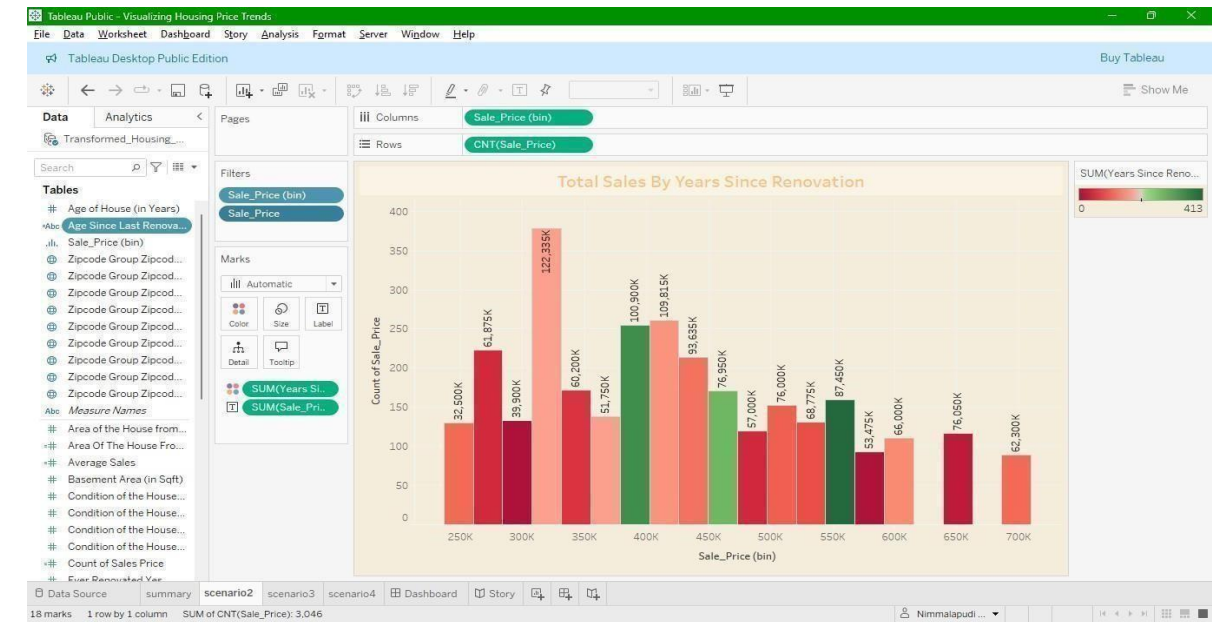 Tableau Public - Visualizing Housing Price Trends
File Data Worksheet Dashboard Story Analysis Format Server Window Help
Tableau Desktop Public Edition
Buy Tableau
Show Me
Data Analytics
Pages
Columns
Sale_Price (bin)
Transformed_Housing_...
Rows
CNT(Sale_Price)
Search
Filters
Sale_Price (bin)
Sale_Price
Tables
Age of House (in Years)
Abc Age Since Last Renova...
Sale_Price (bin)
Zipcode Group Zipcod...
Zipcode Group Zipcod...
Zipcode Group Zipcod...
Zipcode Group Zipcod...
Zipcode Group Zipcod...
Zipcode Group Zipcod...
Zipcode Group Zipcod...
Zipcode Group Zipcod...
Zipcode Group Zipcod...
Abc Measure Names
# Area of the House from...
Area Of The House Fro...
Average Sales
Basement Area (in Sqft)
Condition of the House...
Condition of the House...
Condition of the House...
Condition of the House...
Count of Sales Price
Ever Renovated Yes
Marks
Automatic
Color Size Label
Detail Tooltip
SUM(Years Si..
SUM(Sale_Pri..
Total Sales By Years Since Renovation
SUM(Years Since Reno...
0 413
Count of Sale_Price
400
350
300
250
200
150
100
50
0
32,500K
61,875K
39,900K
122,335K
60,200K
51,750K
100,900K
109,815K
93,635K
76,950K
57,000K
76,000K
68,775K
87,450K
53,475K
66,000K
76,050K
62,300K
250K 300K 350K 400K 450K 500K 550K 600K 650K 700K
Sale_Price (bin)
Data Source summary scenario2 scenario3 scenario4 Dashboard Story
18 marks 1 row by 1 column SUM of CNT(Sale_Price): 3,046
Nimmalapudi ...